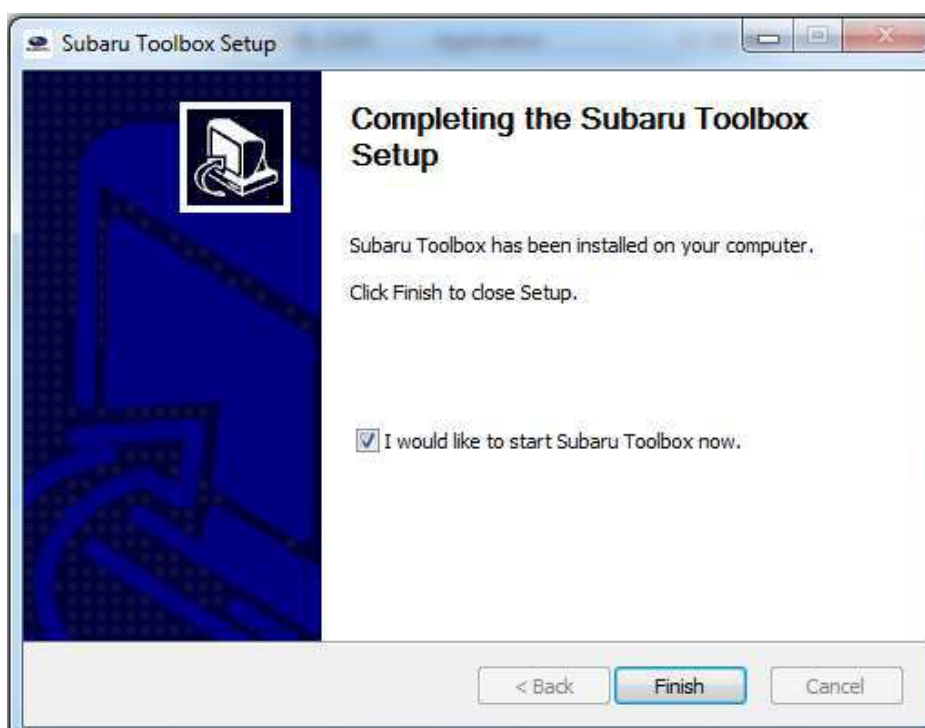 Subaru Toolbox Setup
Completing the Subaru Toolbox
Setup
Subaru Toolbox has been installed on your computer.
Click Finish to close Setup.
I would like to start Subaru Toolbox now.
< Back Finish Cancel